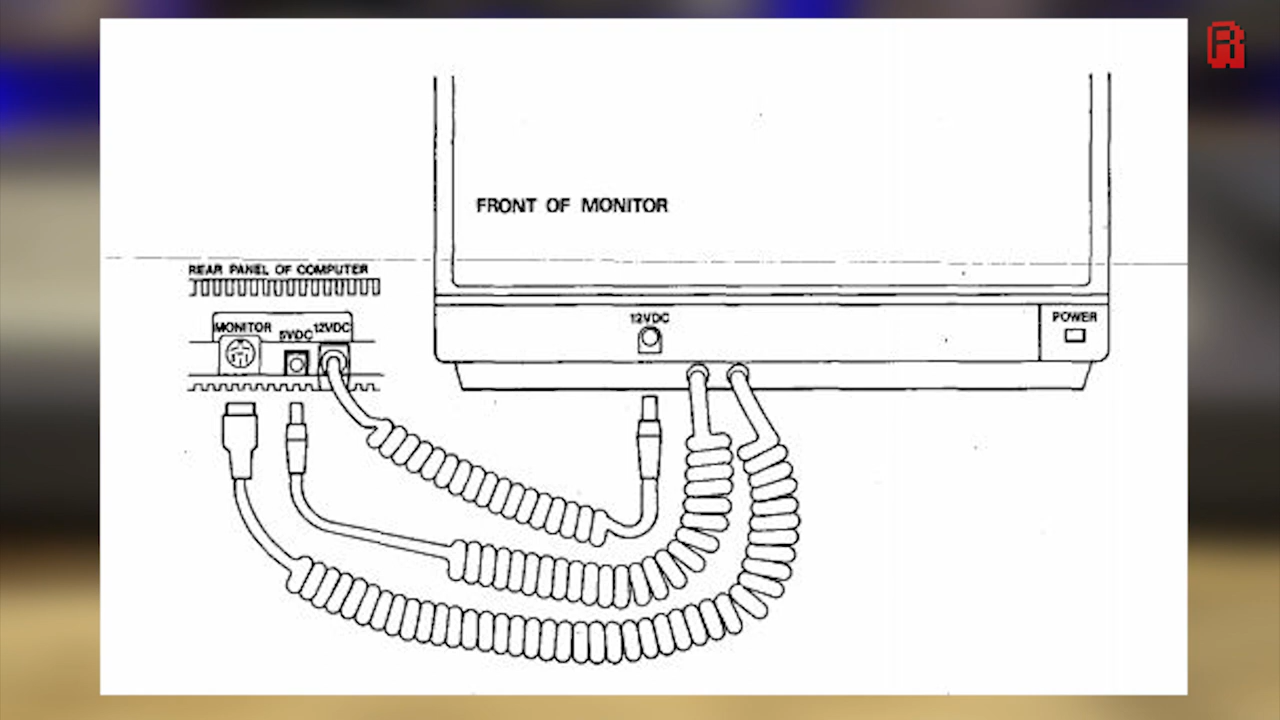 FRONT OF MONITOR
REAR PANEL OF COMPUTER
MONITOR 5VDC 12VDC
12VDC
POWER